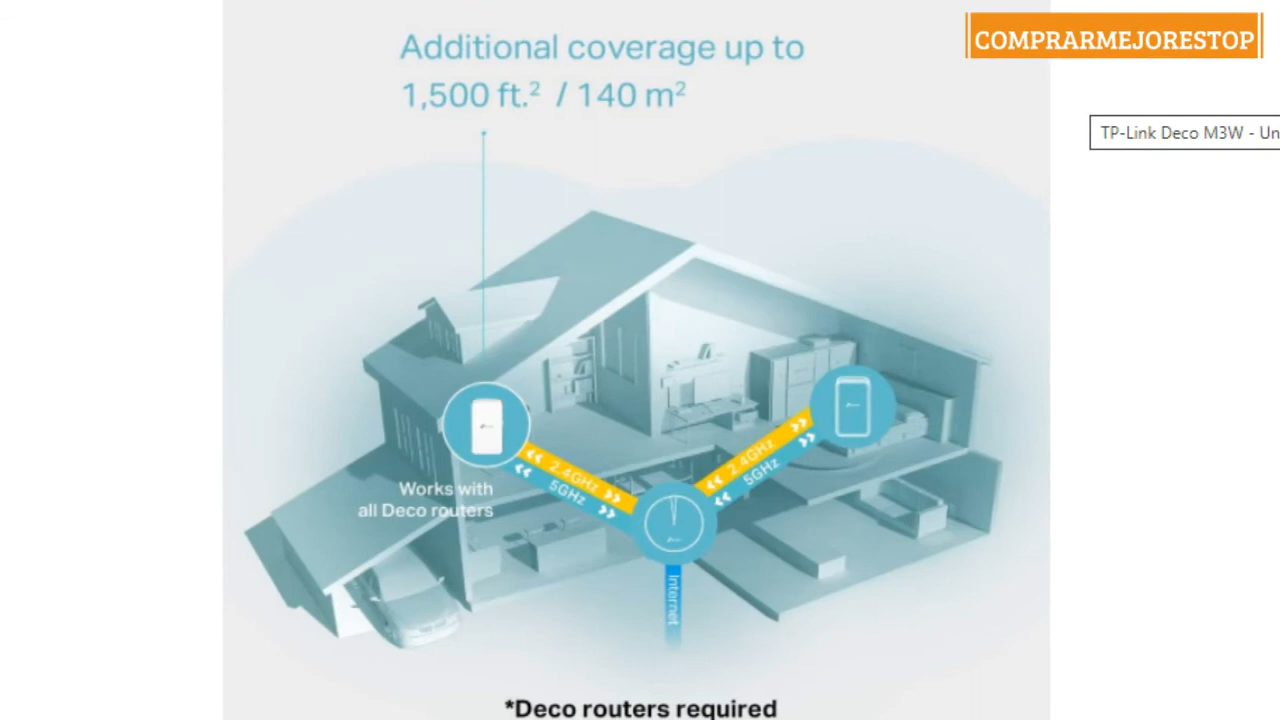 Additional coverage up to
1,500 ft.² / 140 m²
COMPRARMEJORESTOP
TP-Link Deco M3W - Un
2.4GHz
5GHz
2.4GHz
5GHz
Works with
all Deco routers
Internet
*Deco routers required